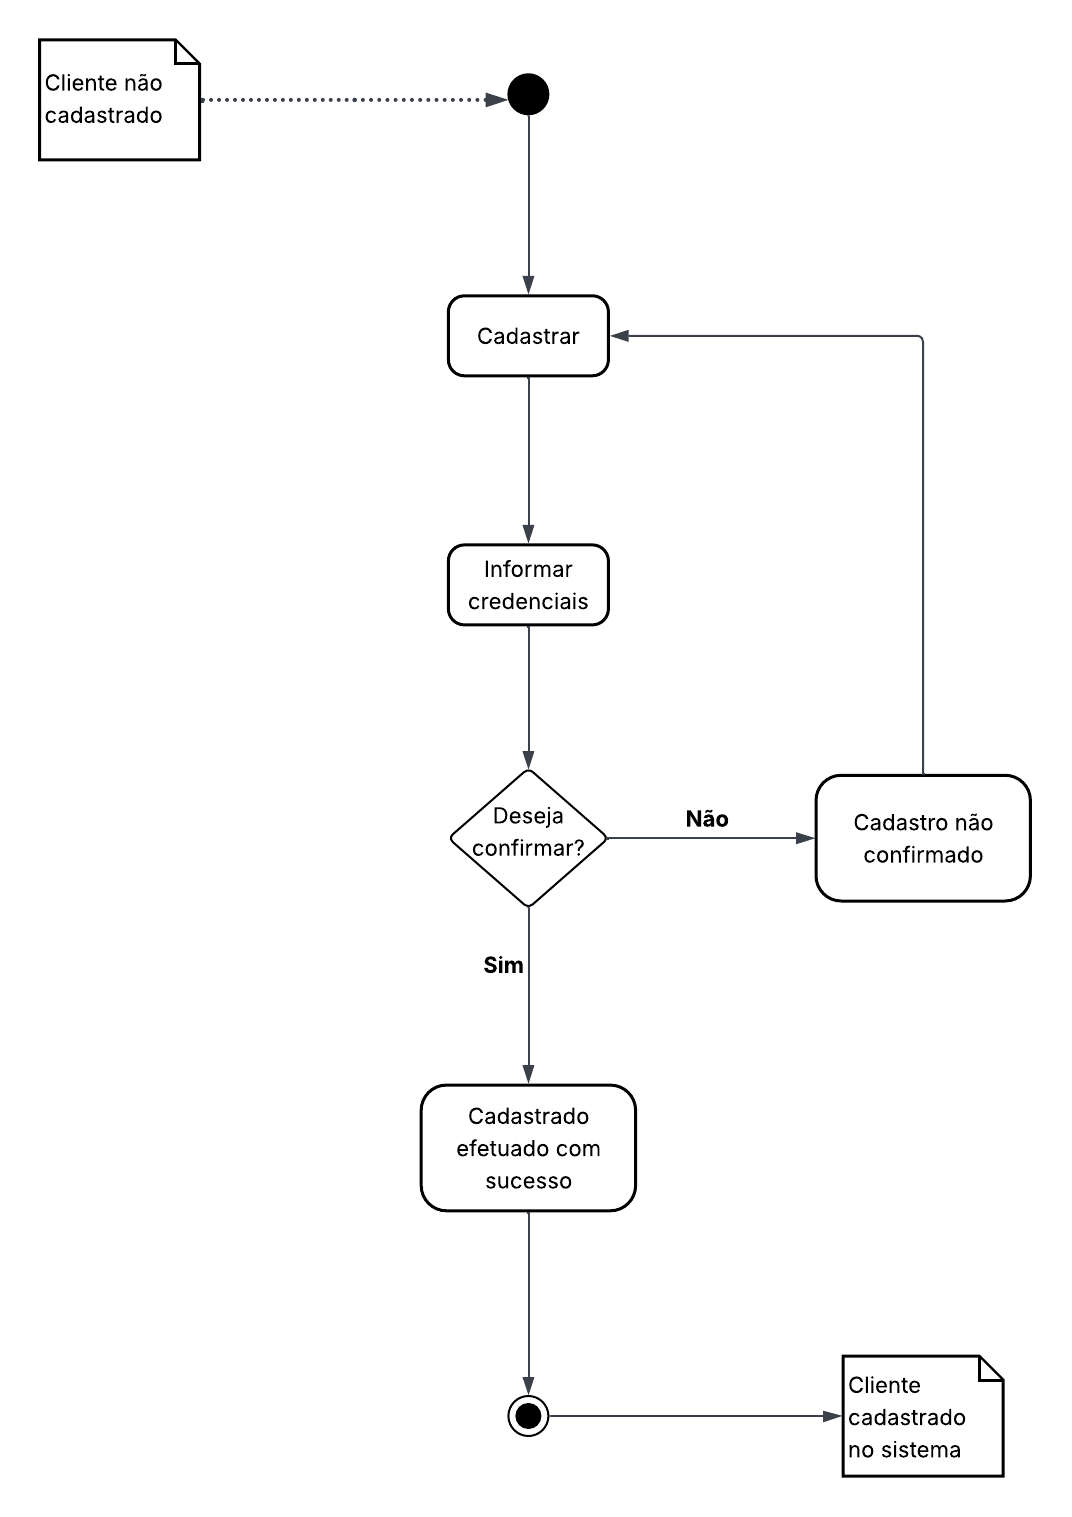 Cliente não
cadastrado
Cadastrar
Informar
credenciais
Deseja
confirmar?
Não
Cadastro não
confirmado
Sim
Cadastrado
efetuado com
sucesso
Cliente
cadastrado
no sistema